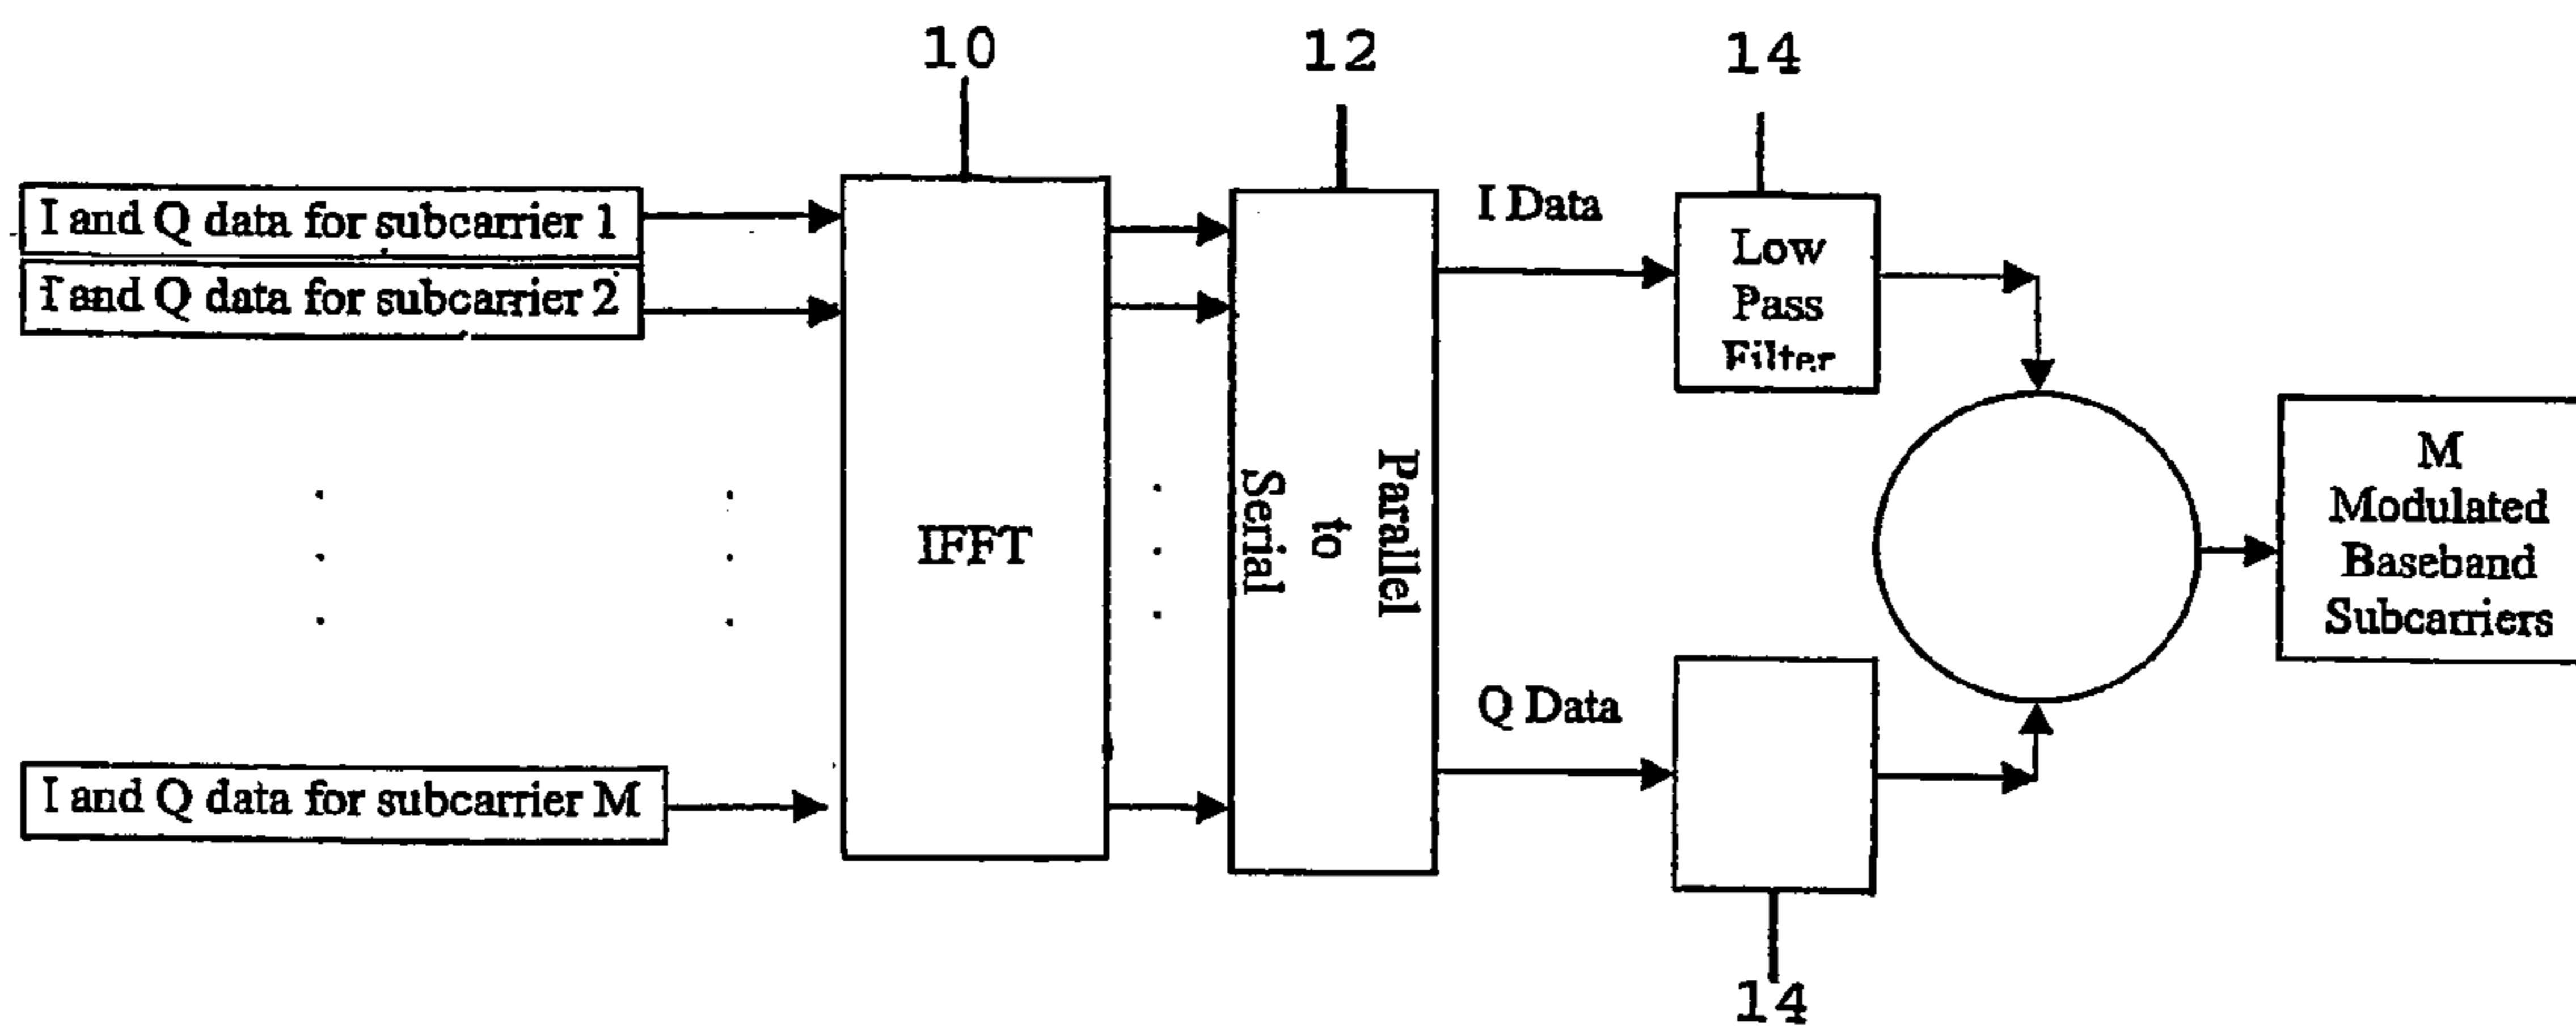 10
12
14
I and Q data for subcarrier 1
I and Q data for subcarrier 2
I and Q data for subcarrier M
IFFT
Parallel
to
Serial
I Data
Q Data
Low
Pass
Filter
M
Modulated
Baseband
Subcarriers
14